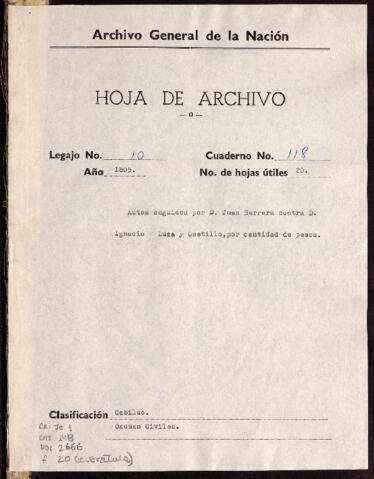 Archivo General de la Nación
HOJA DE ARCHIVO
—o—
Legajo No. 10 Cuaderno No. 118
Año 1805. No. de hojas útiles 20.
Autos seguidos por D. Juan Herrera contra D.
Ignacio Luza y Castillo, por cantidad de pesos.
Clasificación Cabildo.
Causas Civiles.
CA. JO 1
CAT 148
DOC 2666
f 20 (+ carátula)